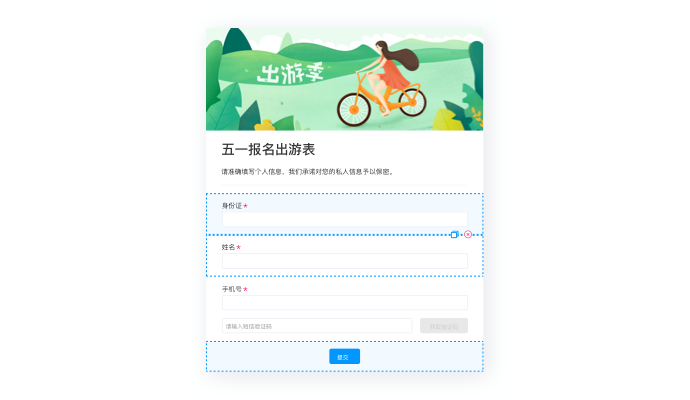 出游季
五一报名出游表
请准确填写个人信息，我们承诺对您的私人信息予以保密。
身份证*
姓名*
手机号*
请输入短信验证码
获取验证码
提交